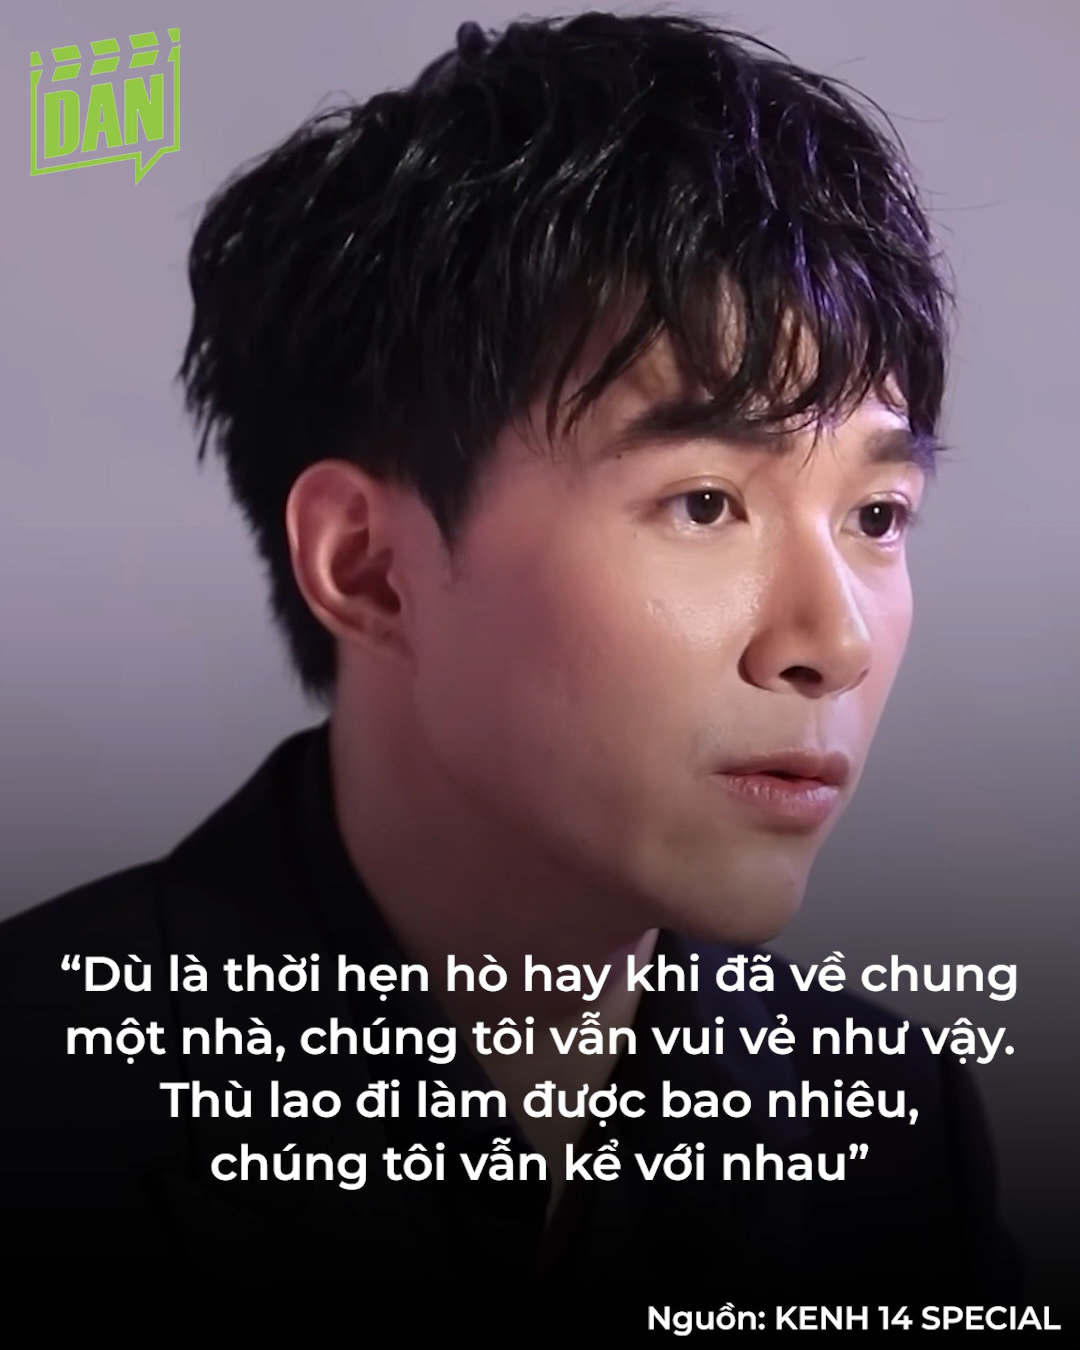 DAN
“Dù là thời hẹn hò hay khi đã về chung
một nhà, chúng tôi vẫn vui vẻ như vậy.
Thù lao đi làm được bao nhiêu,
chúng tôi vẫn kể với nhau”
Nguồn: KENH 14 SPECIAL